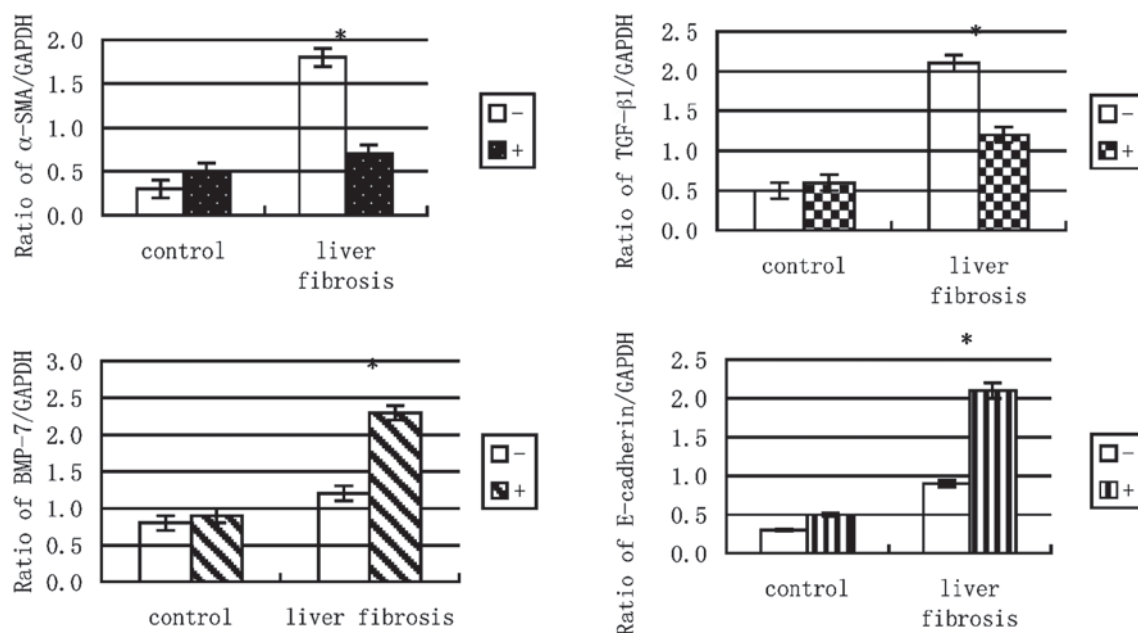 Ratio of α-SMA/GAPDH
2.0
1.5
1.0
0.5
0.0
*
control
liver
fibrosis
−
+
Ratio of TGF-β1/GAPDH
2.5
2.0
1.5
1.0
0.5
0.0
*
control
liver
fibrosis
−
+
Ratio of BMP-7/GAPDH
3.0
2.5
2.0
1.5
1.0
0.5
0.0
*
control
liver fibrosis
−
+
Ratio of E-cadherin/GAPDH
2.5
2.0
1.5
1.0
0.5
0.0
*
control
liver
fibrosis
−
+